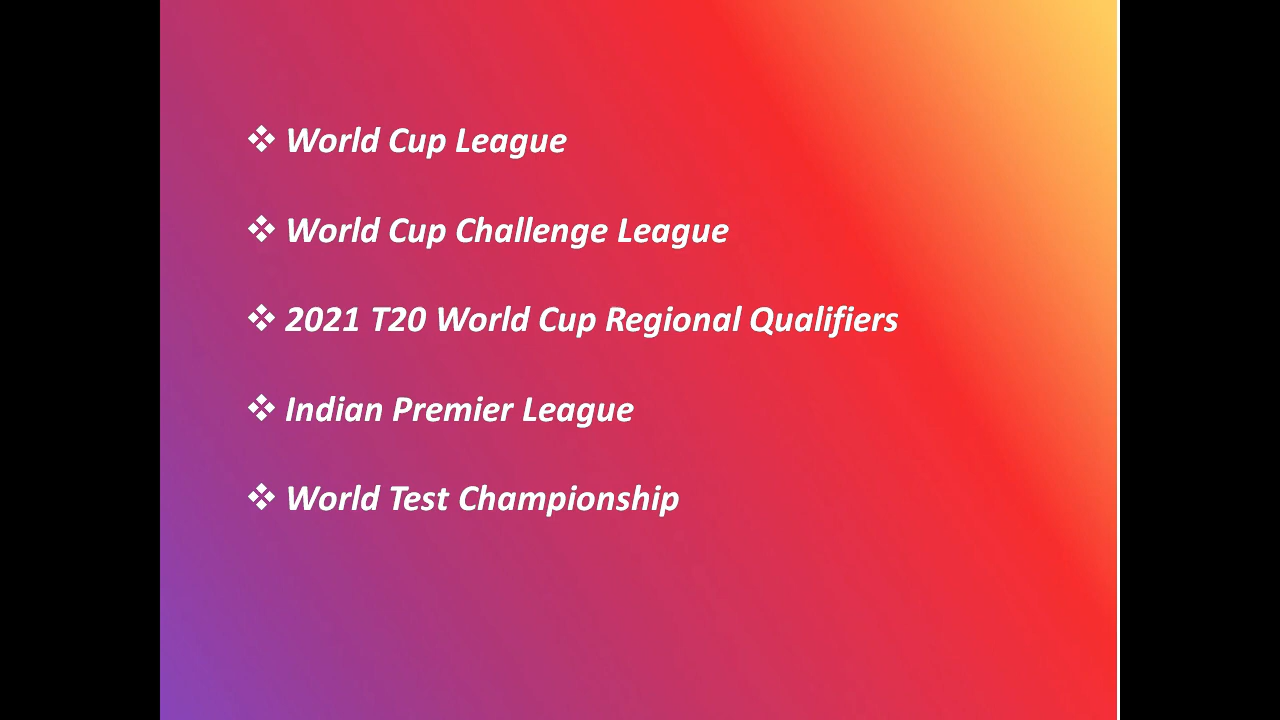 ❖ World Cup League
❖ World Cup Challenge League
❖ 2021 T20 World Cup Regional Qualifiers
❖ Indian Premier League
❖ World Test Championship